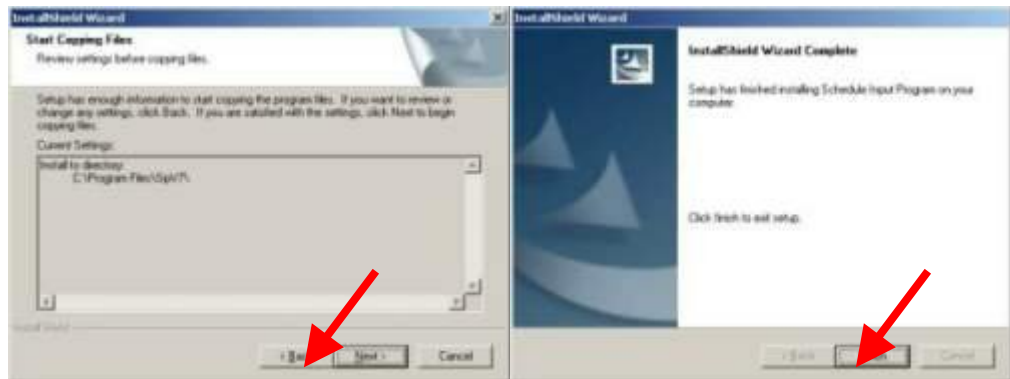 InstallShield Wizard
Start Copying Files
Review settings before copying files.
Setup has enough information to start copying the program files. If you want to review or
change any settings, click Back. If you are satisfied with the settings, click Next to begin
copying files.
Current Settings:
Install to directory
C:\Program Files\SipV7\
InstallShield
< Back
Next >
Cancel
InstallShield Wizard
InstallShield Wizard Complete
Setup has finished installing Schedule Input Program on your
computer.
Click finish to exit setup.
< Back
Cancel